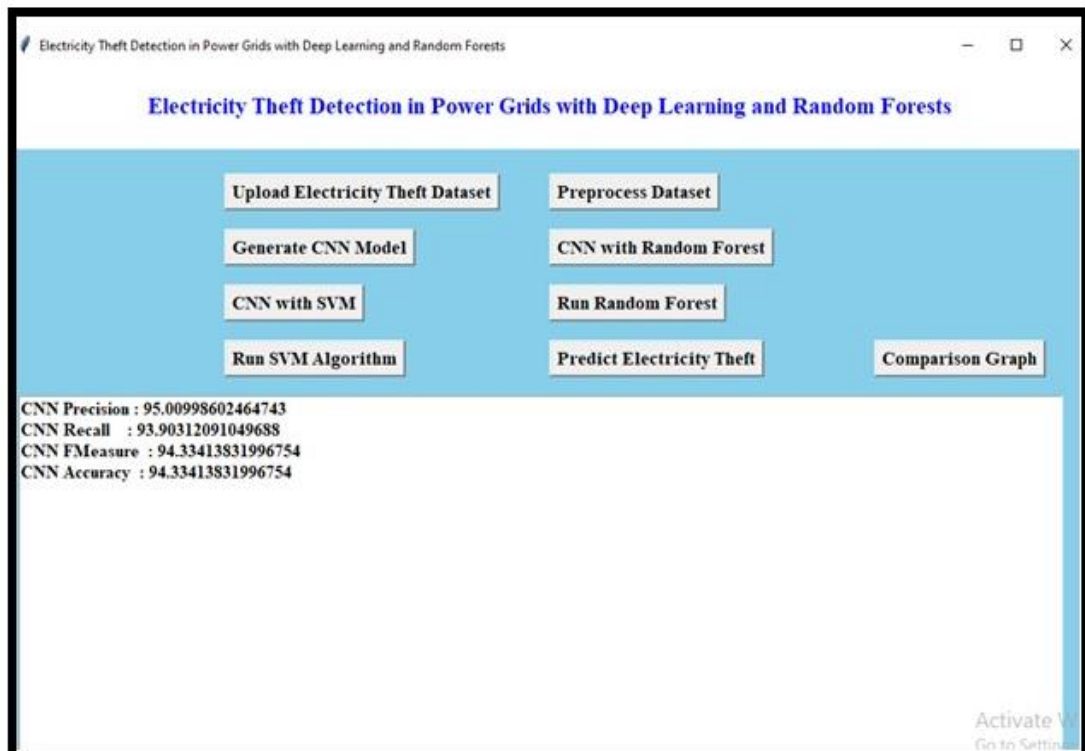 Electricity Theft Detection in Power Grids with Deep Learning and Random Forests
Electricity Theft Detection in Power Grids with Deep Learning and Random Forests
Upload Electricity Theft Dataset
Preprocess Dataset
Generate CNN Model
CNN with Random Forest
CNN with SVM
Run Random Forest
Run SVM Algorithm
Predict Electricity Theft
Comparison Graph
CNN Precision : 95.00998602464743
CNN Recall : 93.90312091049688
CNN FMeasure : 94.33413831996754
CNN Accuracy : 94.33413831996754
Activate W
Go to Settin